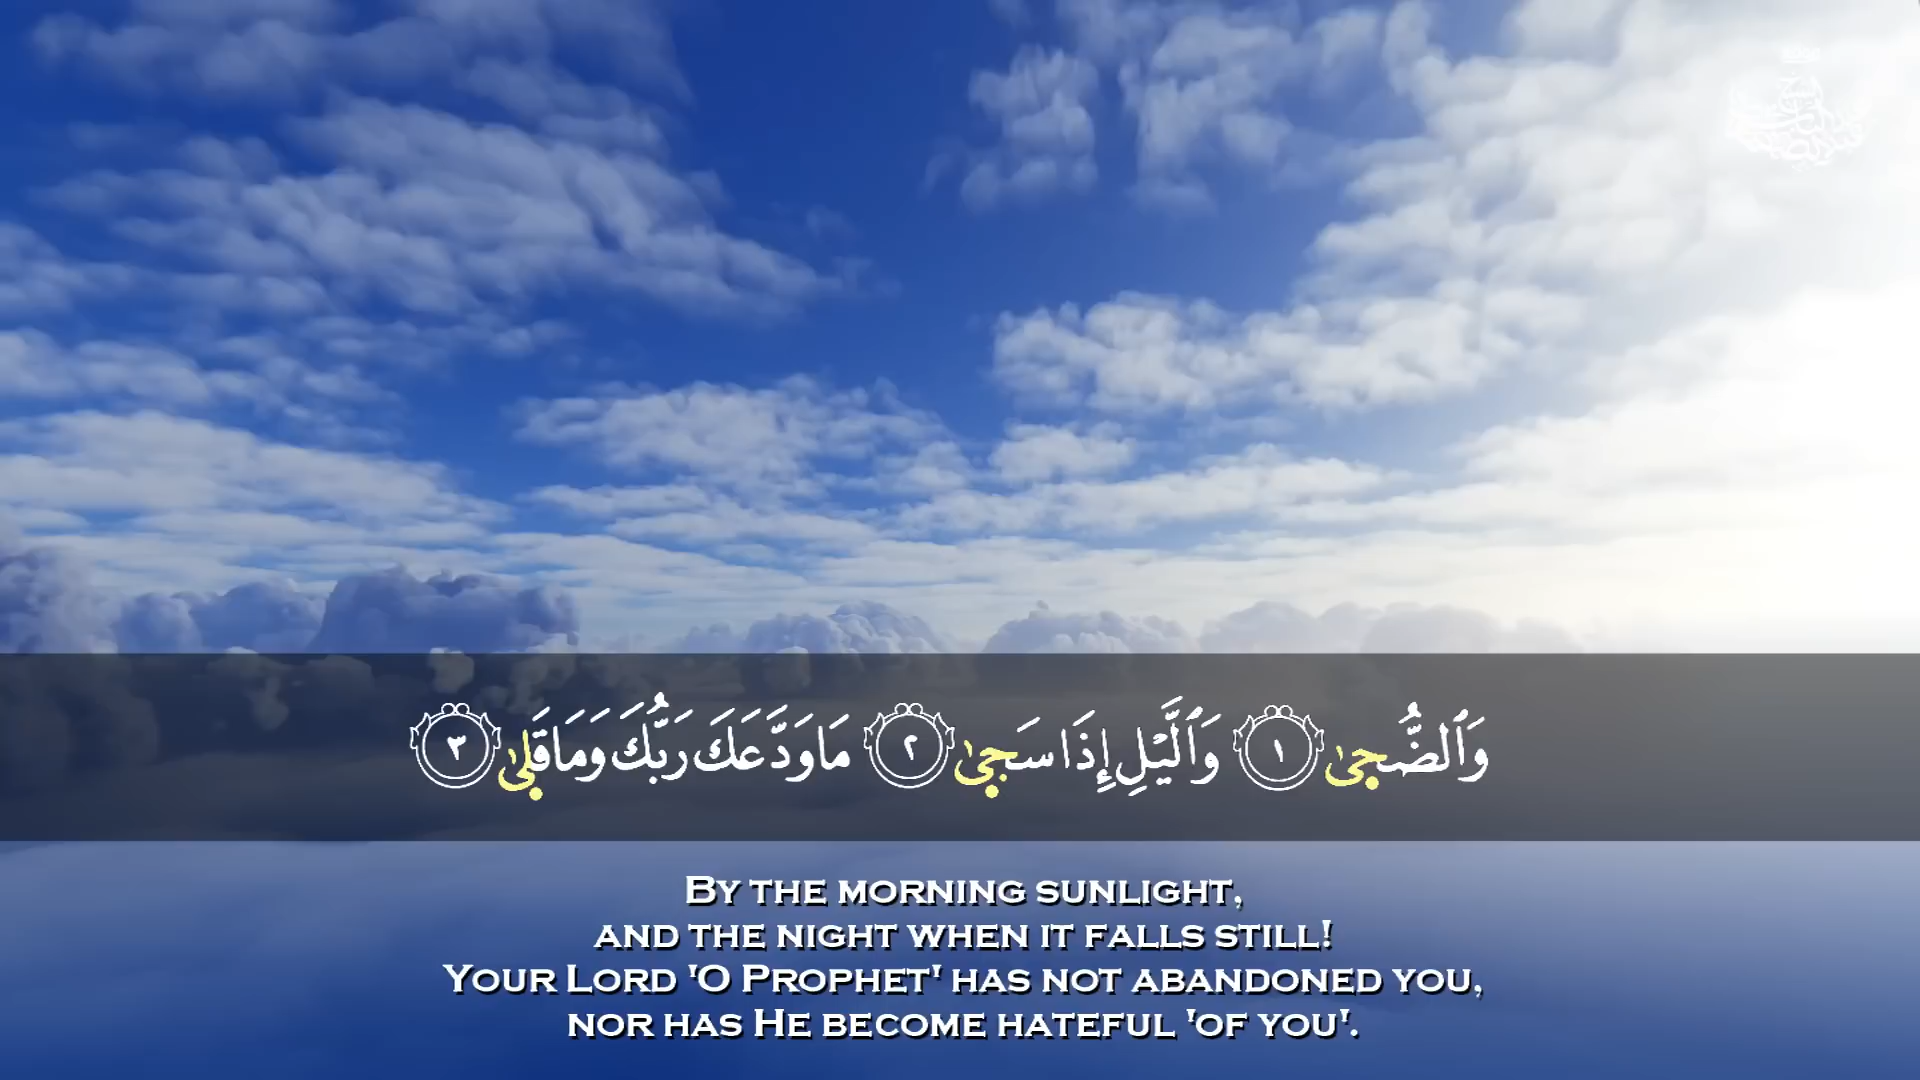 وَٱلضُّحَىٰ ١ وَٱلَّيْلِ إِذَا سَجَىٰ ٢ مَا وَدَّعَكَ رَبُّكَ وَمَا قَلَىٰ ٣
By the morning sunlight,
and the night when it falls still!
Your Lord 'O Prophet' has not abandoned you,
nor has He become hateful 'of you'.